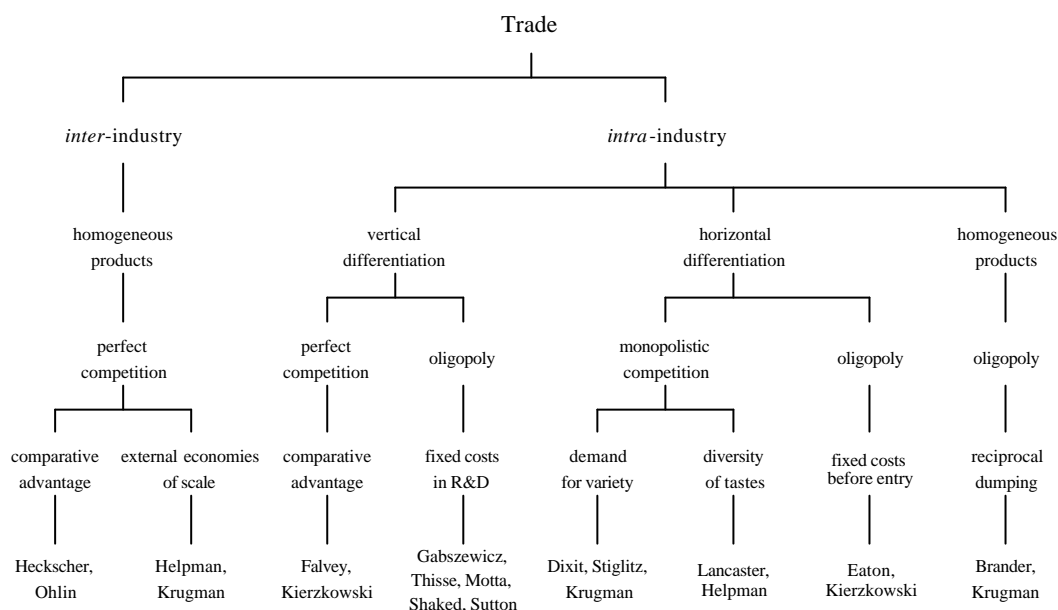 Trade
inter-industry
intra-industry
homogeneous
products
vertical
differentiation
horizontal
differentiation
homogeneous
products
perfect
competition
perfect
competition
oligopoly
monopolistic
competition
oligopoly
oligopoly
comparative
advantage
external economies
of scale
comparative
advantage
fixed costs
in R&D
demand
for variety
diversity
of tastes
fixed costs
before entry
reciprocal
dumping
Heckscher,
Ohlin
Helpman,
Krugman
Falvey,
Kierzkowski
Gabszewicz,
Thisse, Motta,
Shaked, Sutton
Dixit, Stiglitz,
Krugman
Lancaster,
Helpman
Eaton,
Kierzkowski
Brander,
Krugman